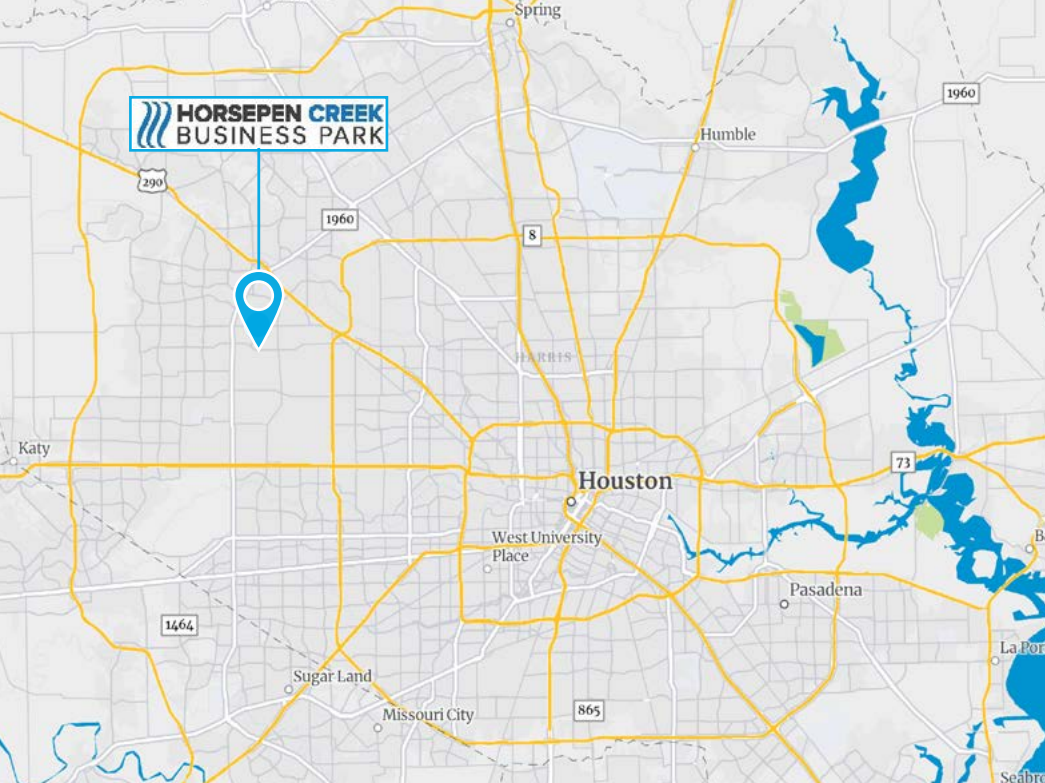 Spring
1960
HORSEPEN CREEK
BUSINESS PARK
Humble
290
1960
8
HARRIS
Katy
73
Houston
West University
Place
B
Pasadena
1464
La Por
Sugar Land
865
Missouri City
Seabro